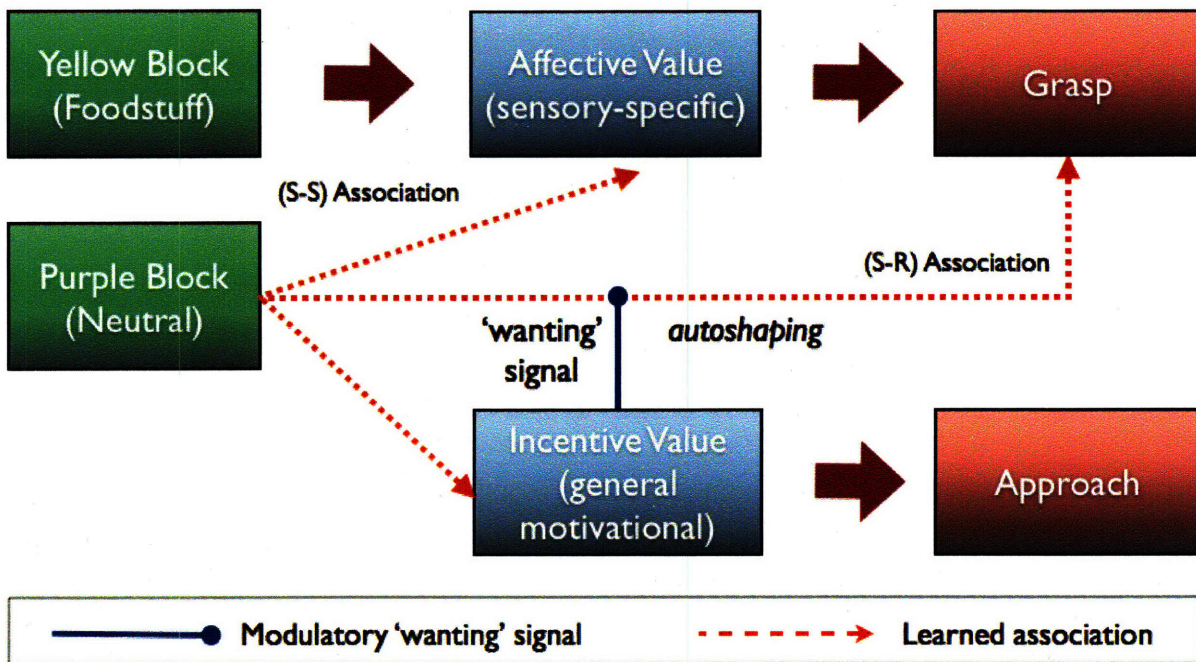 Yellow Block
(Foodstuff)
Affective Value
(sensory-specific)
Grasp
(S-S) Association
Purple Block
(Neutral)
(S-R) Association
'wanting'
signal
autoshaping
Incentive Value
(general
motivational)
Approach
Modulatory 'wanting' signal
Learned association